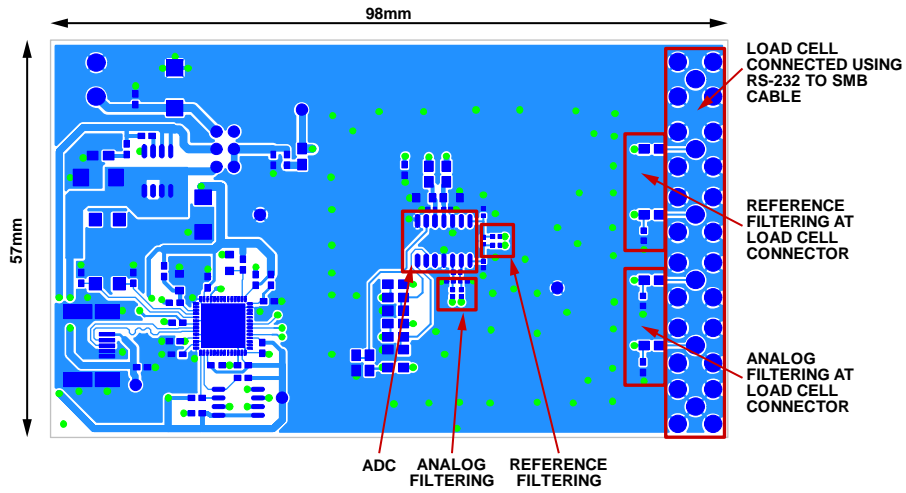 98mm
57mm
LOAD CELL
CONNECTED USING
RS-232 TO SMB
CABLE
REFERENCE
FILTERING AT
LOAD CELL
CONNECTOR
ANALOG
FILTERING AT
LOAD CELL
CONNECTOR
ADC
ANALOG
FILTERING
REFERENCE
FILTERING